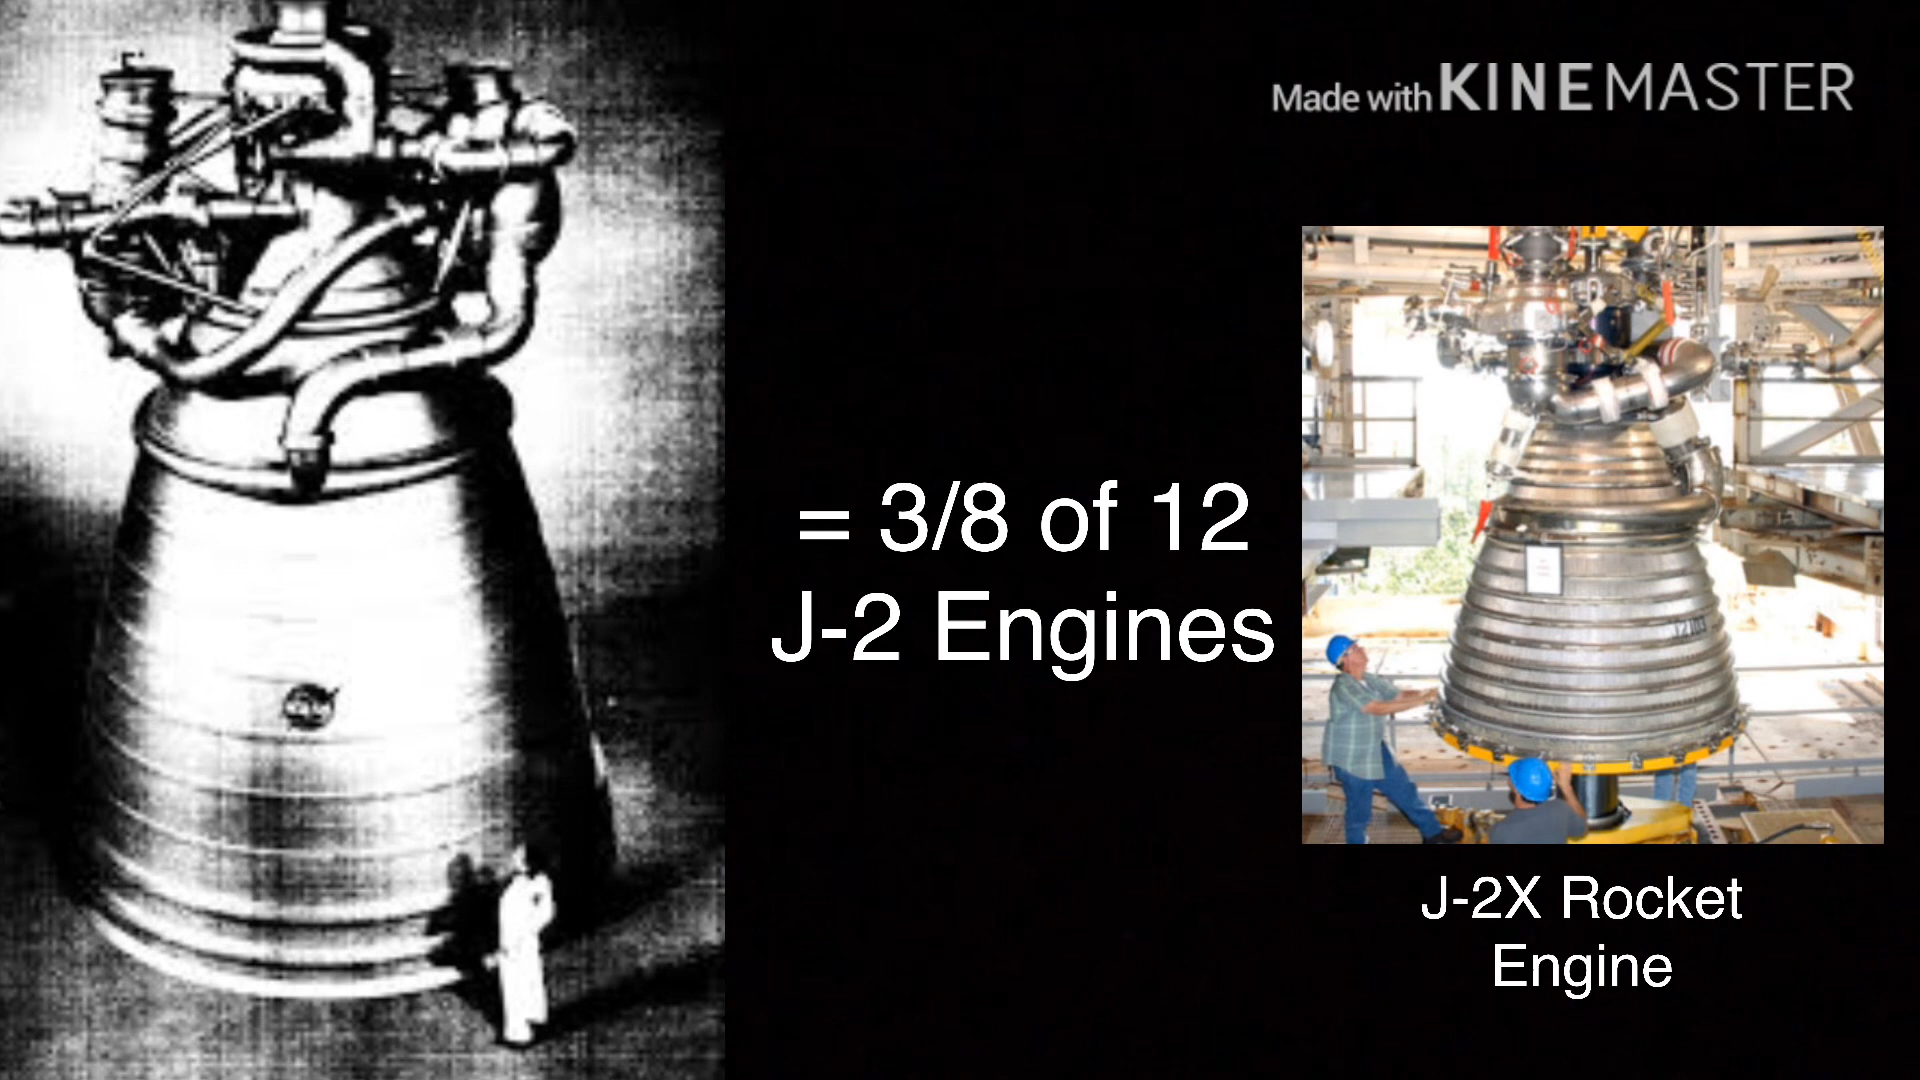 Made with KINEMASTER
= 3/8 of 12
J-2 Engines
J-2X Rocket
Engine